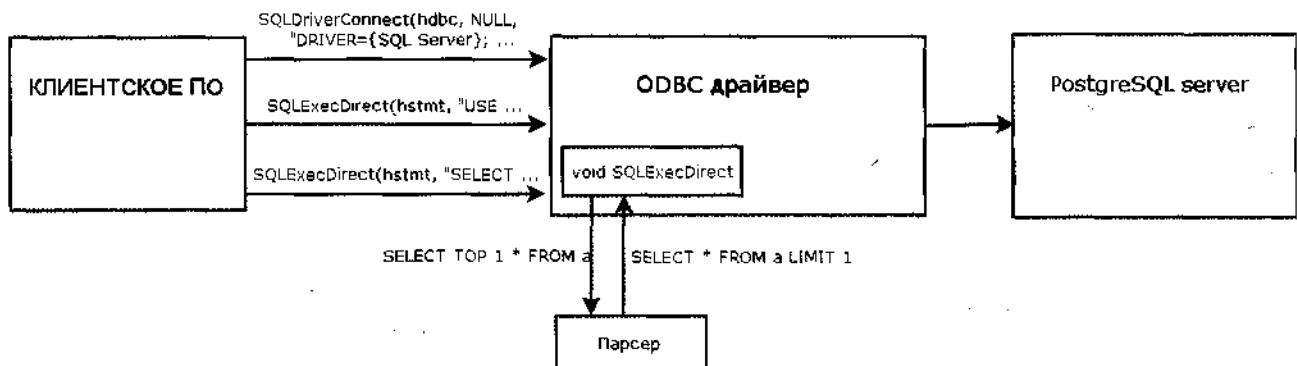 SQLDriverConnect(hdbc, NULL,
"DRIVER={SQL Server}; ...
КЛИЕНТСКОЕ ПО
ODBC драйвер
PostgreSQL server
SQLExecDirect(hstmt, "USE ...
SQLExecDirect(hstmt, "SELECT ...
void SQLExecDirect
SELECT TOP 1 * FROM a
SELECT * FROM a LIMIT 1
Парсер